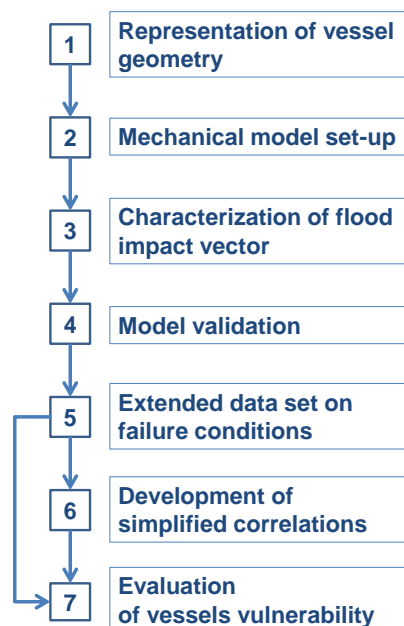 1
Representation of vessel
geometry
2
Mechanical model set-up
3
Characterization of flood
impact vector
4
Model validation
5
Extended data set on
failure conditions
6
Development of
simplified correlations
7
Evaluation
of vessels vulnerability